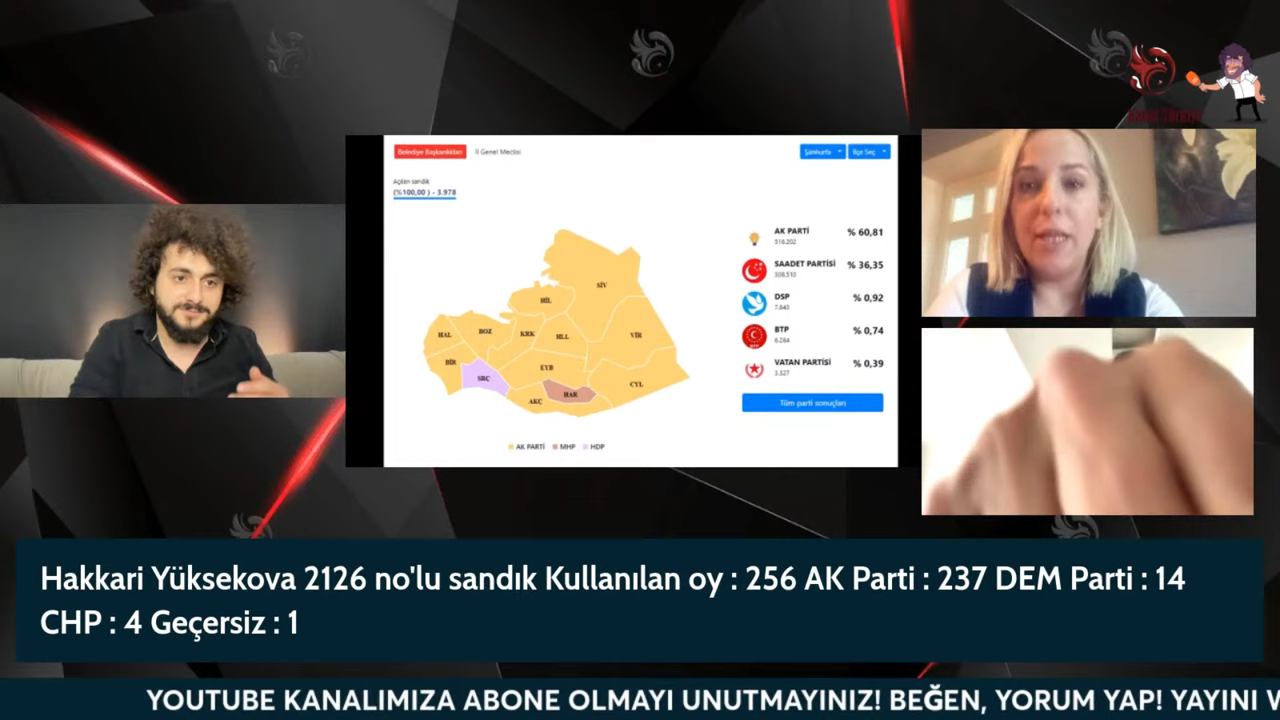 Belediye Başkanlıkları İl Genel Meclisi Şanlıurfa İlçe Seç
Açılan sandık
(%100,00 ) - 3.978
AK PARTİ % 60,81
516.202
SAADET PARTİSİ % 36,35
308.510
DSP % 0,92
7.840
BTP % 0,74
6.284
VATAN PARTİSİ % 0,39
3.327
Tüm parti sonuçları
SİV
HİL
HAL BOZ KRK HLL VİR
BİR EYB
SRÇ CYL
AKÇ HAR
AK PARTİ MHP HDP
Hakkari Yüksekova 2126 no'lu sandık Kullanılan oy : 256 AK Parti : 237 DEM Parti : 14
CHP : 4 Geçersiz : 1
YOUTUBE KANALIMIZA ABONE OLMAYI UNUTMAYINIZ! BEĞEN, YORUM YAP! YAYINI